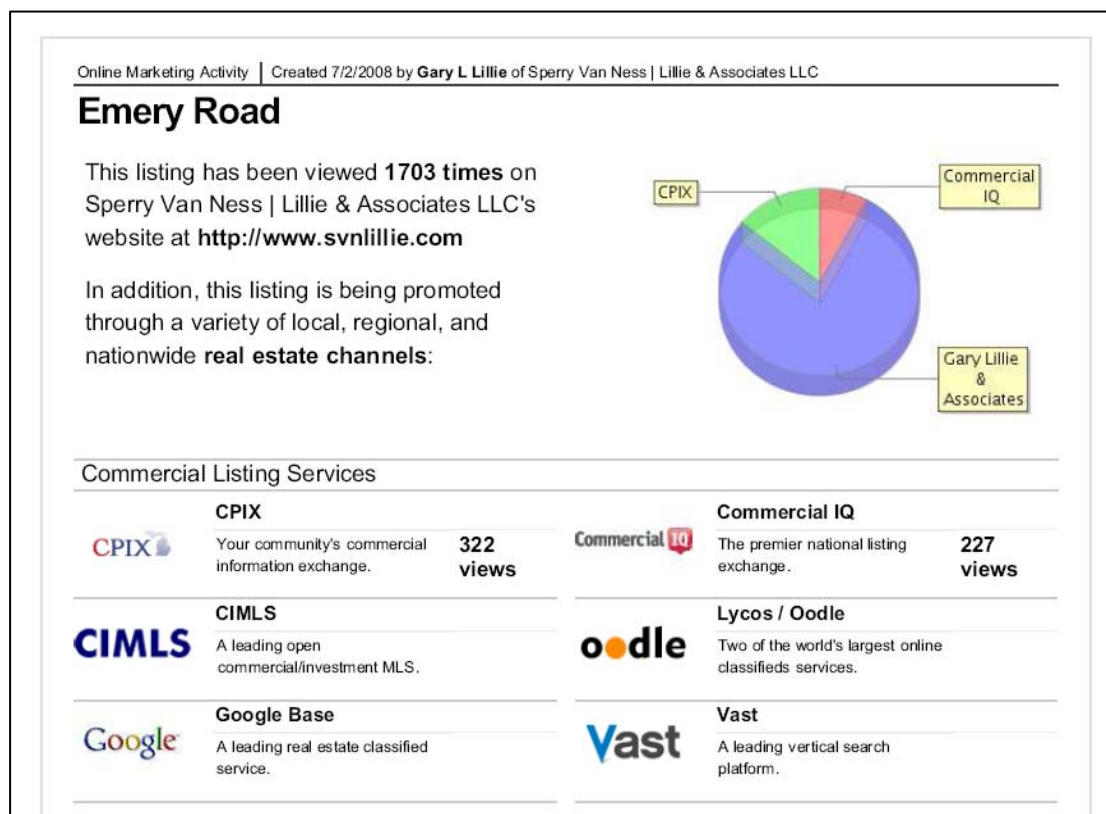 Online Marketing Activity | Created 7/2/2008 by Gary L Lillie of Sperry Van Ness | Lillie & Associates LLC
Emery Road
This listing has been viewed 1703 times on
Sperry Van Ness | Lillie & Associates LLC's
website at http://www.svnlillie.com
In addition, this listing is being promoted
through a variety of local, regional, and
nationwide real estate channels:
CPIX
Commercial
IQ
Gary Lillie
&
Associates
Commercial Listing Services
CPIX
CPIX
Your community's commercial
information exchange.
322
views
Commercial IQ
Commercial IQ
The premier national listing
exchange.
227
views
CIMLS
CIMLS
A leading open
commercial/investment MLS.
oodle
Lycos / Oodle
Two of the world's largest online
classifieds services.
Google
Google Base
A leading real estate classified
service.
Vast
Vast
A leading vertical search
platform.